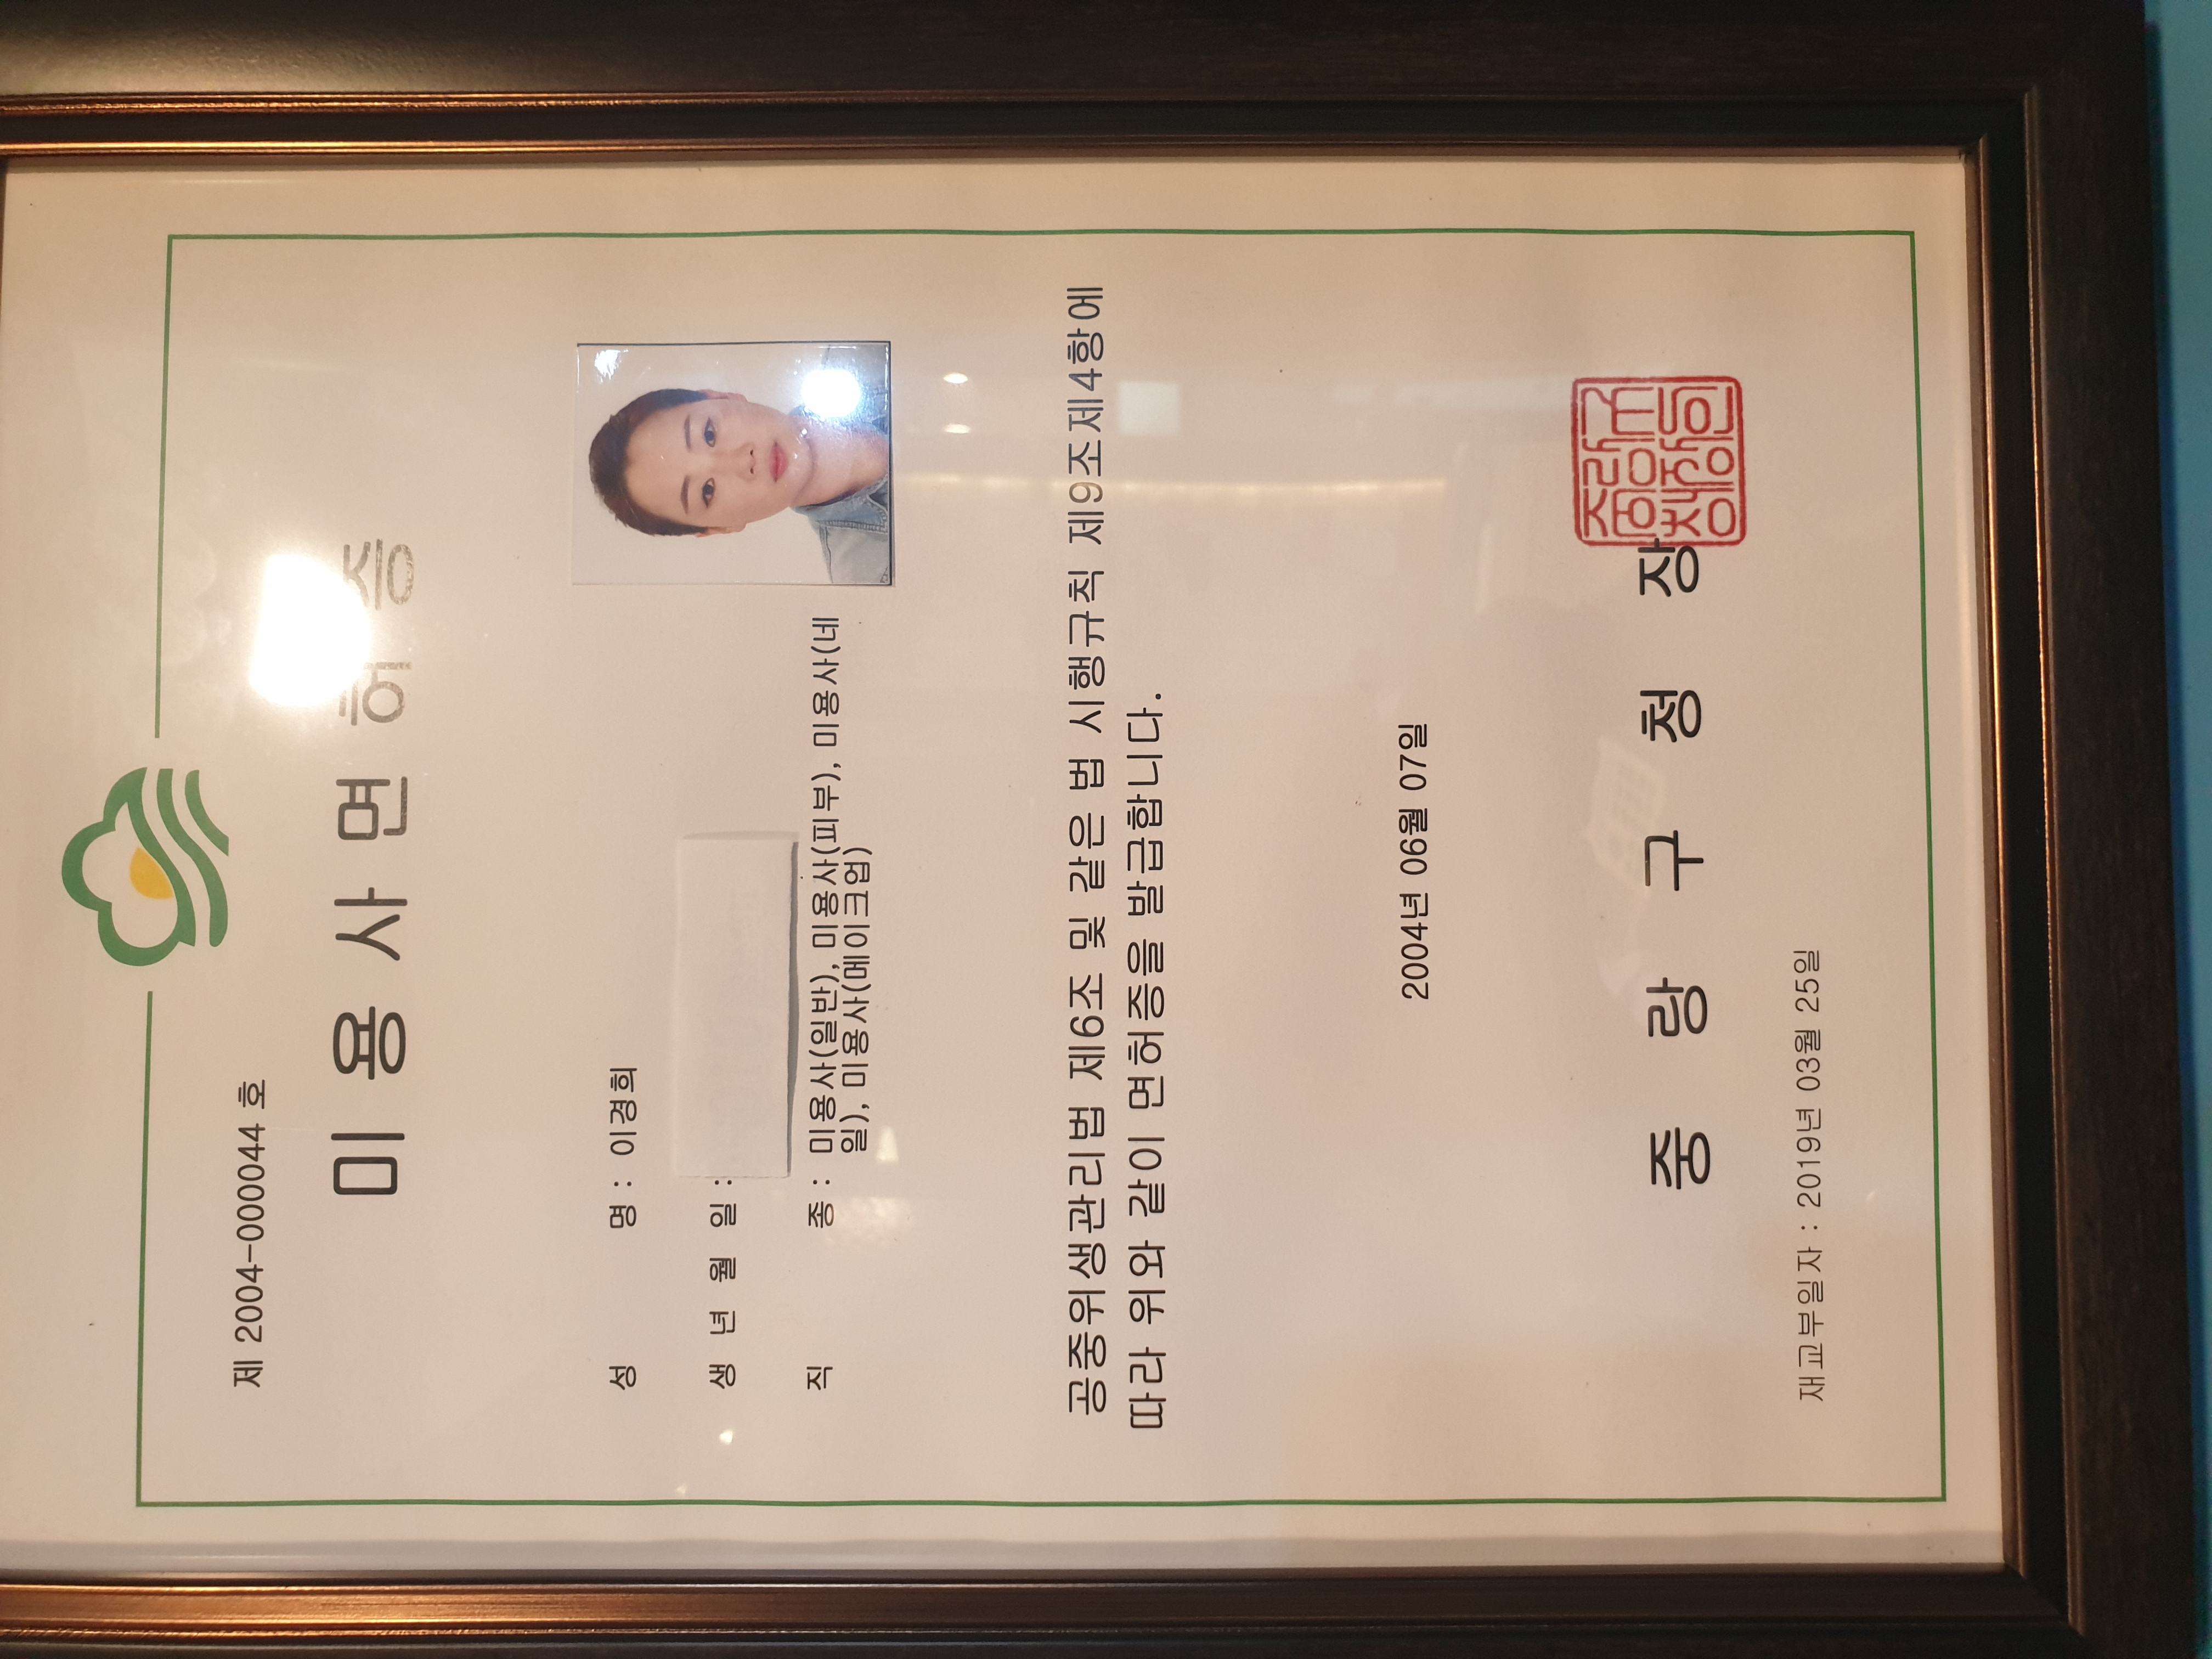 제 2004-000044 호
미 용 사 면 허 증
성 명 : 이경희
생 년 월 일 :
직 종 : 미용사(일반), 미용사(피부), 미용사(네
일), 미용사(메이크업)
공중위생관리법 제6조 및 같은 법 시행규칙 제9조제4항에
따라 위와 같이 면허증을 발급합니다.
2004년 06월 07일
중 랑 구 청 장
중랑구
청장인
재교부일자 : 2019년 03월 25일